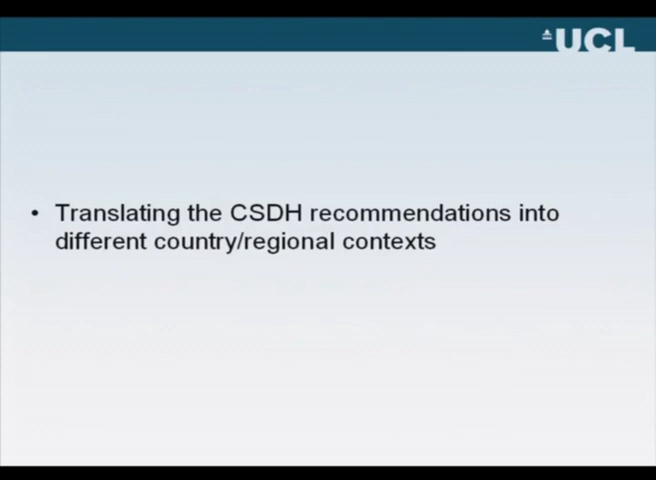 UCL
• Translating the CSDH recommendations into
different country/regional contexts